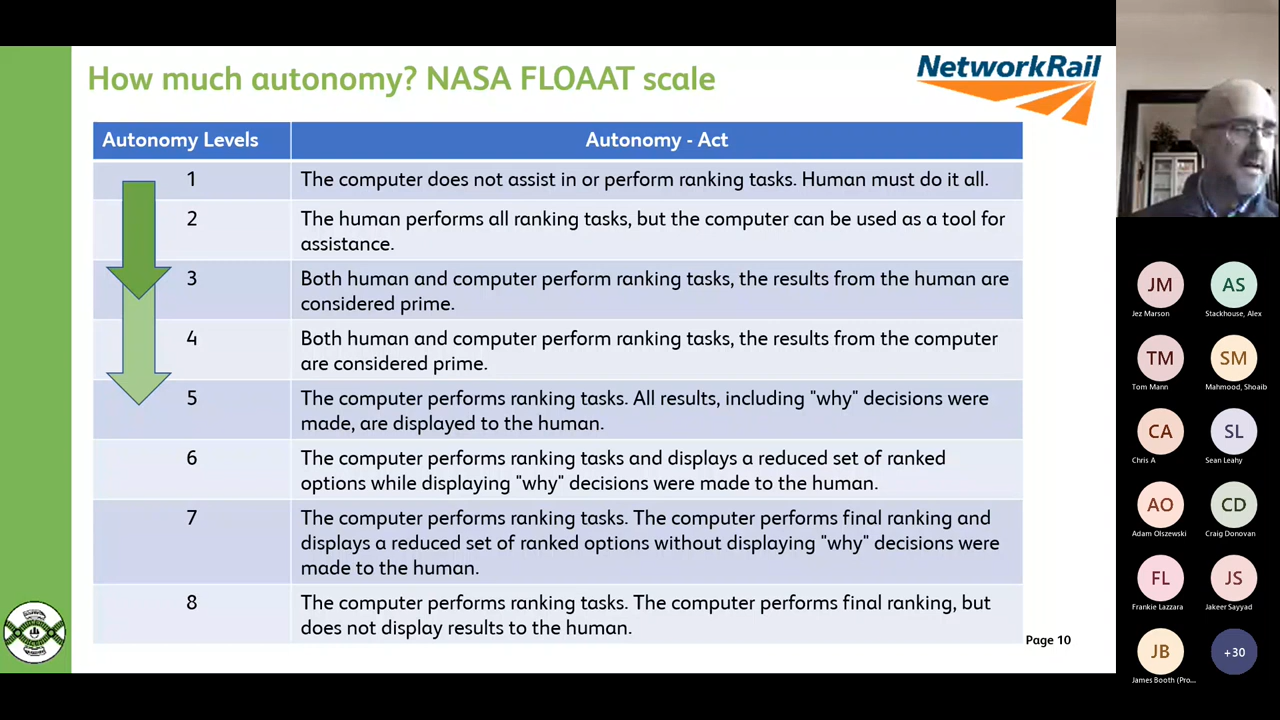 How much autonomy? NASA FLOAAT scale
NetworkRail
Autonomy Levels
Autonomy - Act
1
The computer does not assist in or perform ranking tasks. Human must do it all.
2
The human performs all ranking tasks, but the computer can be used as a tool for
assistance.
3
Both human and computer perform ranking tasks, the results from the human are
considered prime.
4
Both human and computer perform ranking tasks, the results from the computer
are considered prime.
5
The computer performs ranking tasks. All results, including "why" decisions were
made, are displayed to the human.
6
The computer performs ranking tasks and displays a reduced set of ranked
options while displaying "why" decisions were made to the human.
7
The computer performs ranking tasks. The computer performs final ranking and
displays a reduced set of ranked options without displaying "why" decisions were
made to the human.
8
The computer performs ranking tasks. The computer performs final ranking, but
does not display results to the human.
Page 10
JM
AS
Jez Marson
Stackhouse, Alex
TM
SM
Tom Mann
Mahmood, Shoaib
CA
SL
Chris A
Sean Leahy
AO
CD
Adam Olszewski
Craig Donovan
FL
JS
Frankie Lazzara
Jakeer Sayyad
JB
+30
James Booth (Pro...